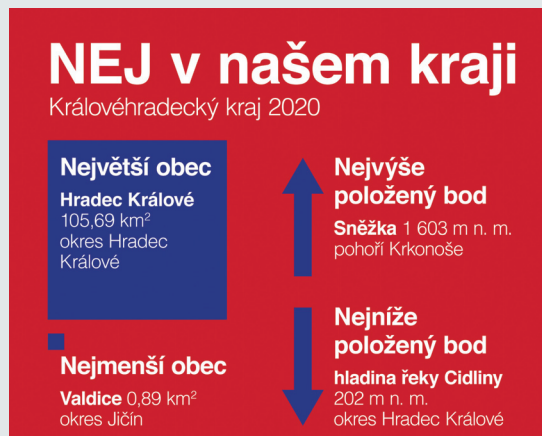 NEJ v našem kraji
Královéhradecký kraj 2020
Největší obec
Hradec Králové
105,69 km²
okres Hradec
Králové
Nejmenší obec
Valdice 0,89 km²
okres Jičín
Nejvýše
položený bod
Sněžka 1 603 m n. m.
pohoří Krkonoše
Nejníže
položený bod
hladina řeky Cidliny
202 m n. m.
okres Hradec Králové